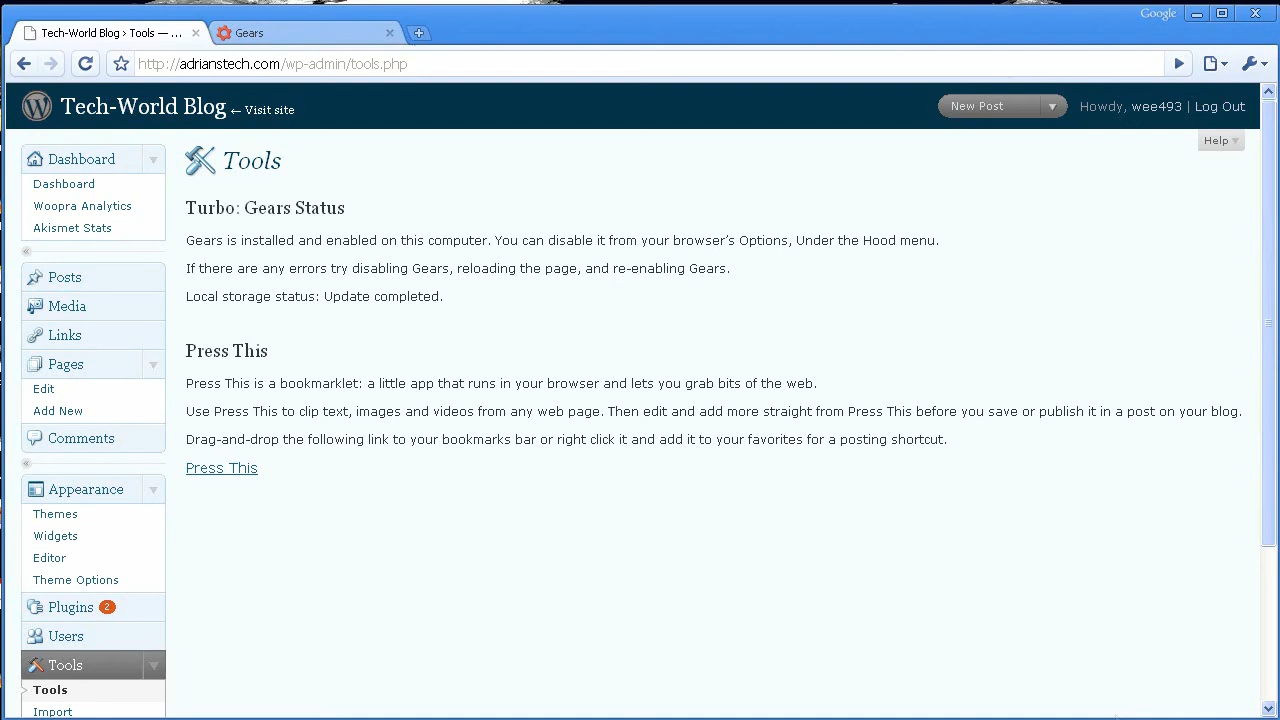 Google
Tech-World Blog › Tools — ...
Gears
http://adrianstech.com/wp-admin/tools.php
Tech-World Blog ← Visit site
New Post
Howdy, wee493 | Log Out
Help
Dashboard
Dashboard
Woopra Analytics
Akismet Stats
Posts
Media
Links
Pages
Edit
Add New
Comments
Appearance
Themes
Widgets
Editor
Theme Options
Plugins 2
Users
Tools
Tools
Import
Tools
Turbo: Gears Status
Gears is installed and enabled on this computer. You can disable it from your browser’s Options, Under the Hood menu.
If there are any errors try disabling Gears, reloading the page, and re-enabling Gears.
Local storage status: Update completed.
Press This
Press This is a bookmarklet: a little app that runs in your browser and lets you grab bits of the web.
Use Press This to clip text, images and videos from any web page. Then edit and add more straight from Press This before you save or publish it in a post on your blog.
Drag-and-drop the following link to your bookmarks bar or right click it and add it to your favorites for a posting shortcut.
Press This